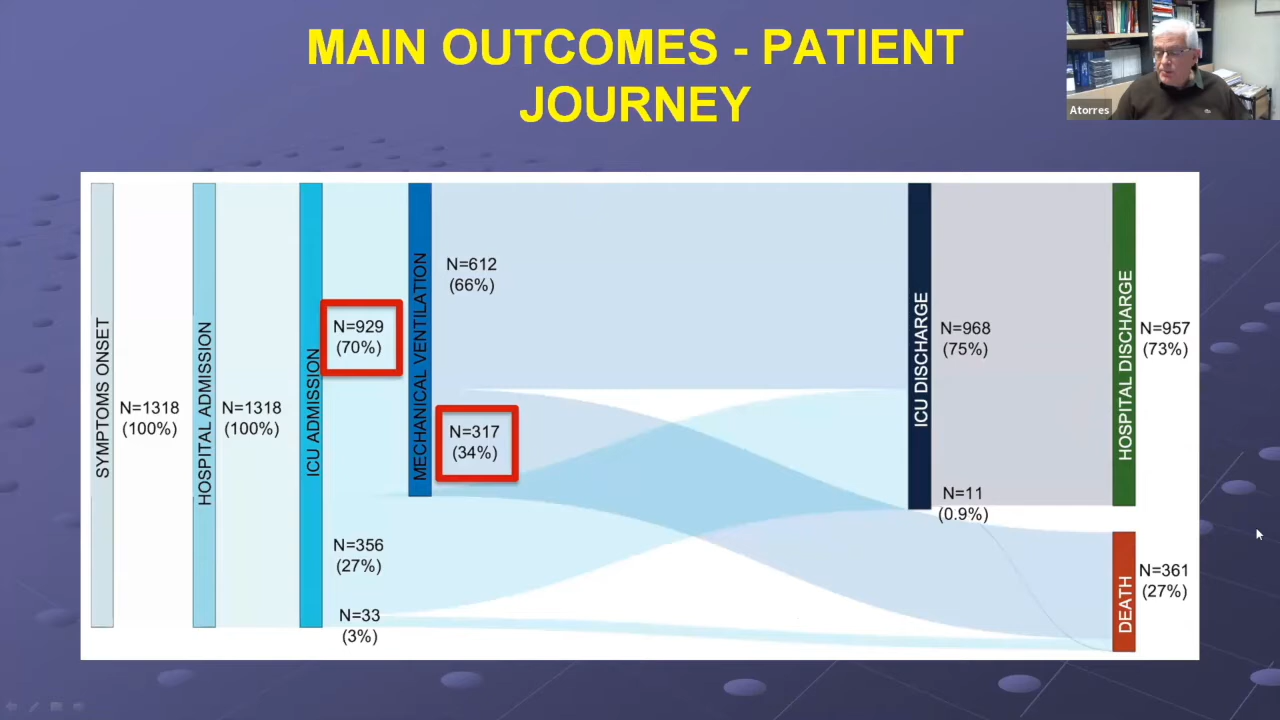 MAIN OUTCOMES - PATIENT
JOURNEY
Atorres
SYMPTOMS ONSET
N=1318
(100%)
HOSPITAL ADMISSION
N=1318
(100%)
ICU ADMISSION
N=929
(70%)
N=356
(27%)
N=33
(3%)
MECHANICAL VENTILATION
N=612
(66%)
N=317
(34%)
ICU DISCHARGE
N=968
(75%)
N=11
(0.9%)
HOSPITAL DISCHARGE
N=957
(73%)
DEATH
N=361
(27%)